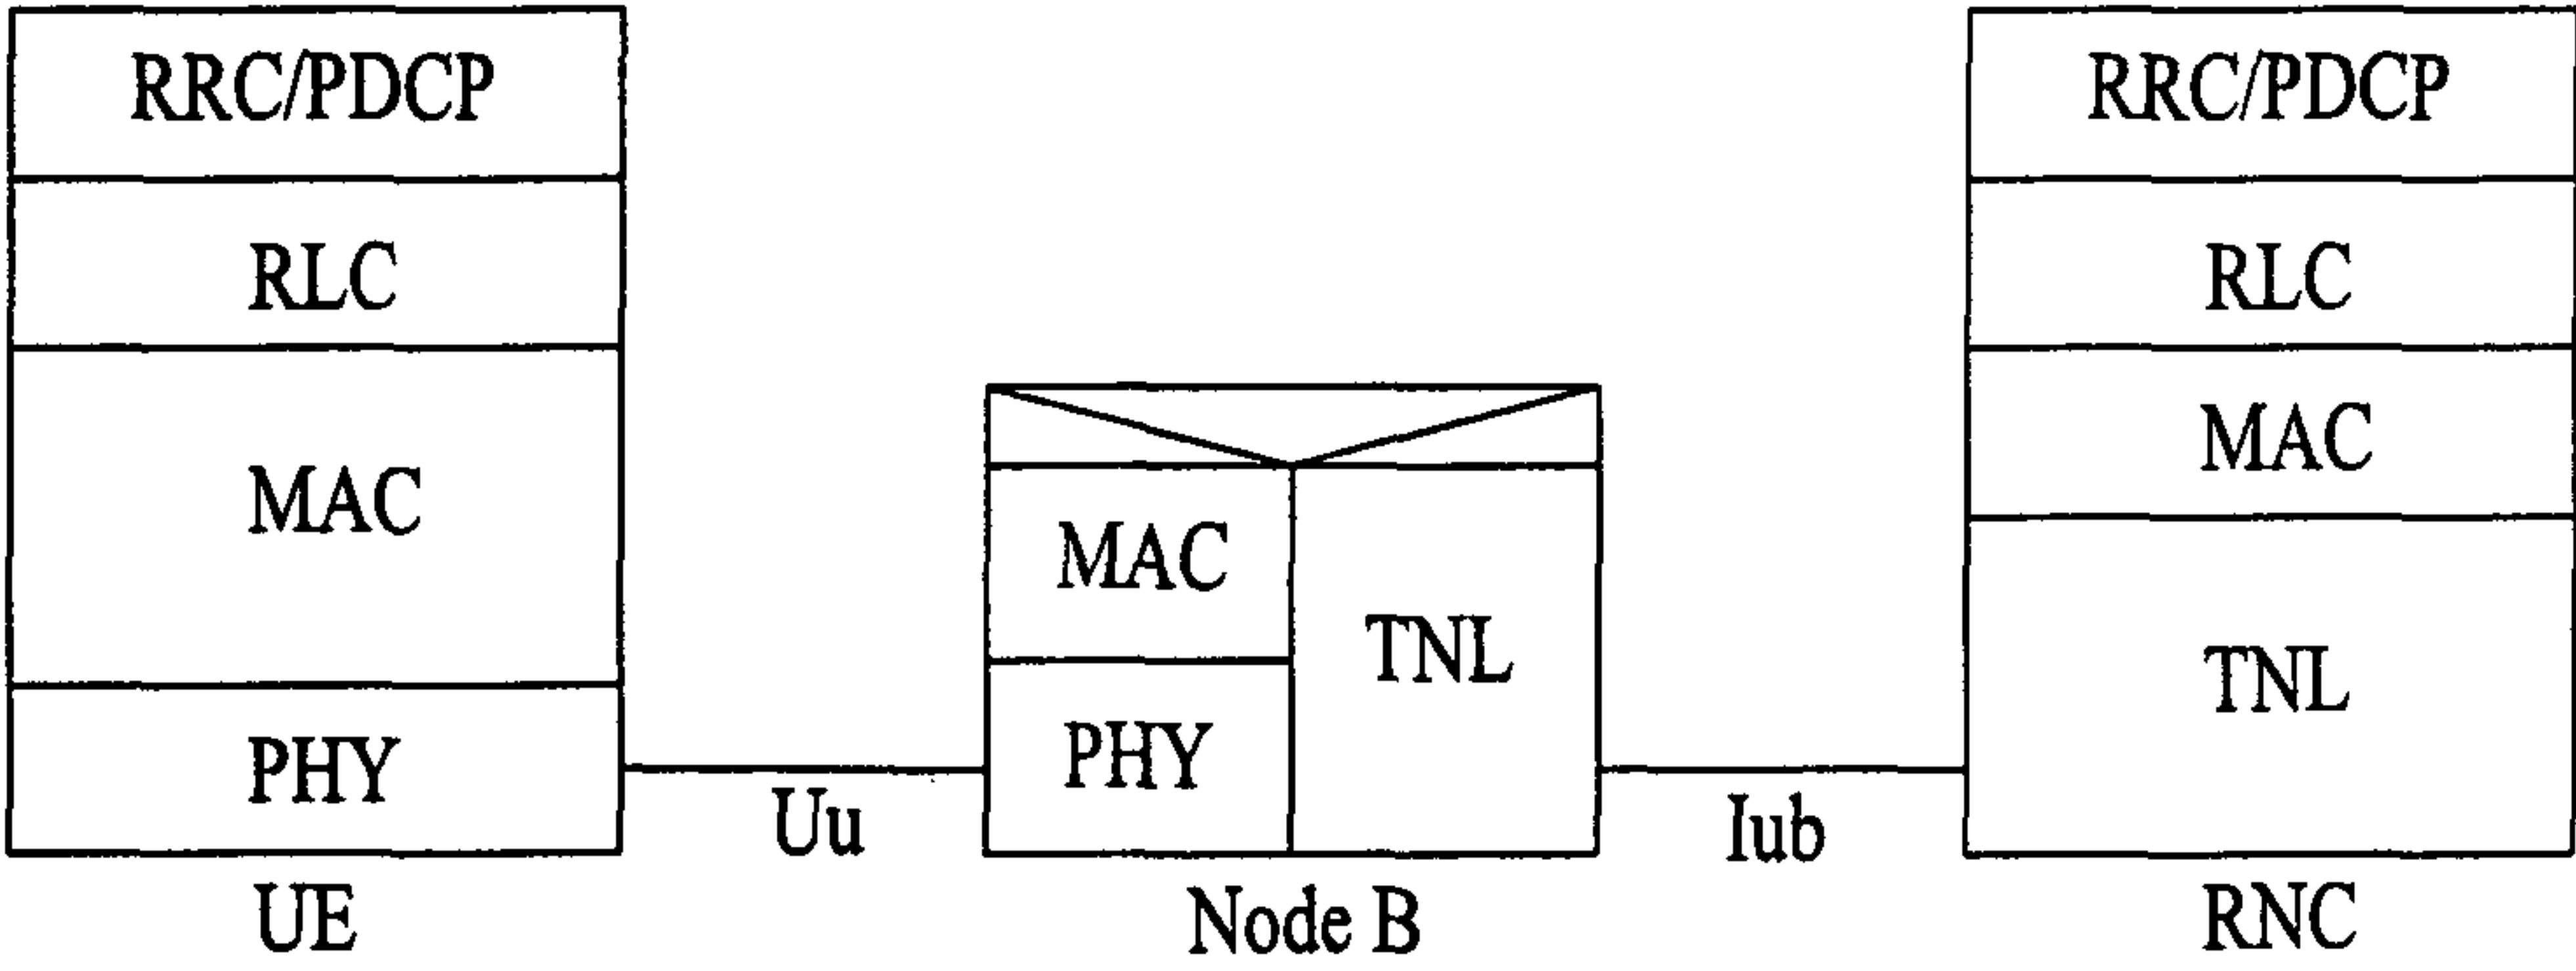 RRC/PDCP
RLC
MAC
PHY
UE
Uu
MAC
PHY
TNL
Node B
Iub
RRC/PDCP
RLC
MAC
TNL
RNC